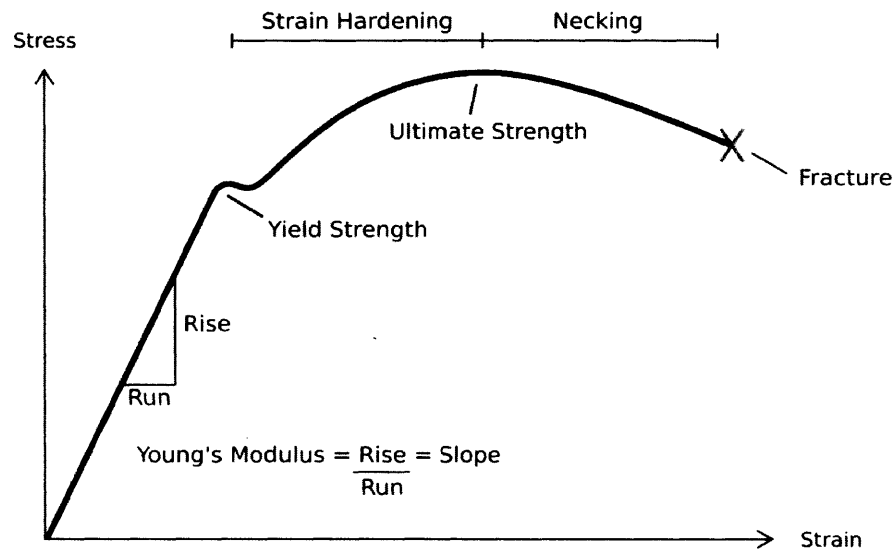 Strain Hardening
Necking
Stress
Ultimate Strength
Fracture
Yield Strength
Rise
Run
Young's Modulus = Rise = Slope
Run
Strain